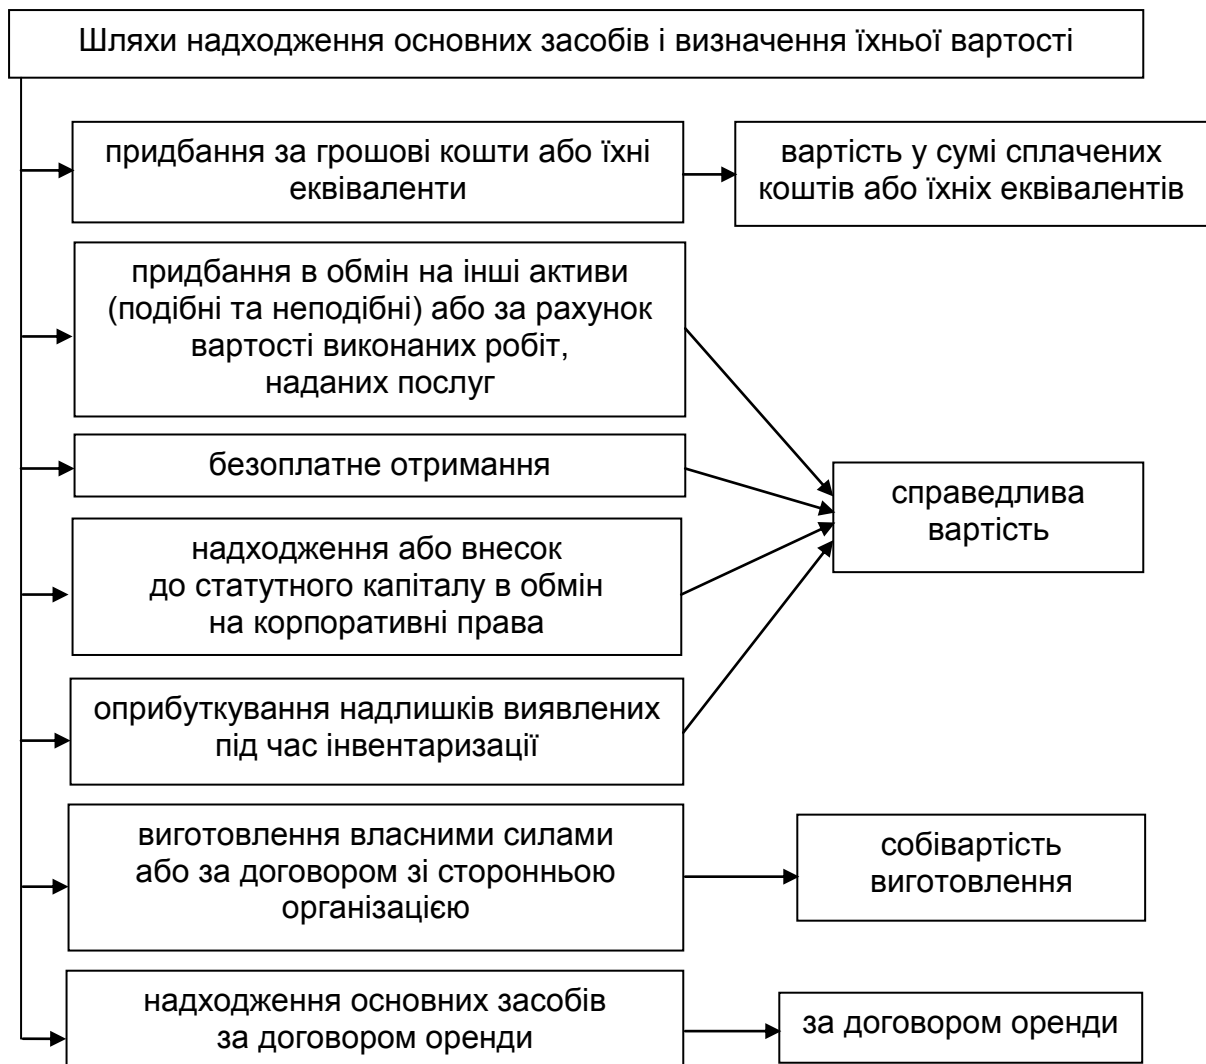 Шляхи надходження основних засобів і визначення їхньої вартості
придбання за грошові кошти або їхні
еквіваленти
вартість у сумі сплачених
коштів або їхніх еквівалентів
придбання в обмін на інші активи
(подібні та неподібні) або за рахунок
вартості виконаних робіт,
наданих послуг
безоплатне отримання
справедлива
вартість
надходження або внесок
до статутного капіталу в обмін
на корпоративні права
оприбуткування надлишків виявлених
під час інвентаризації
виготовлення власними силами
або за договором зі сторонньою
організацією
собівартість
виготовлення
надходження основних засобів
за договором оренди
за договором оренди